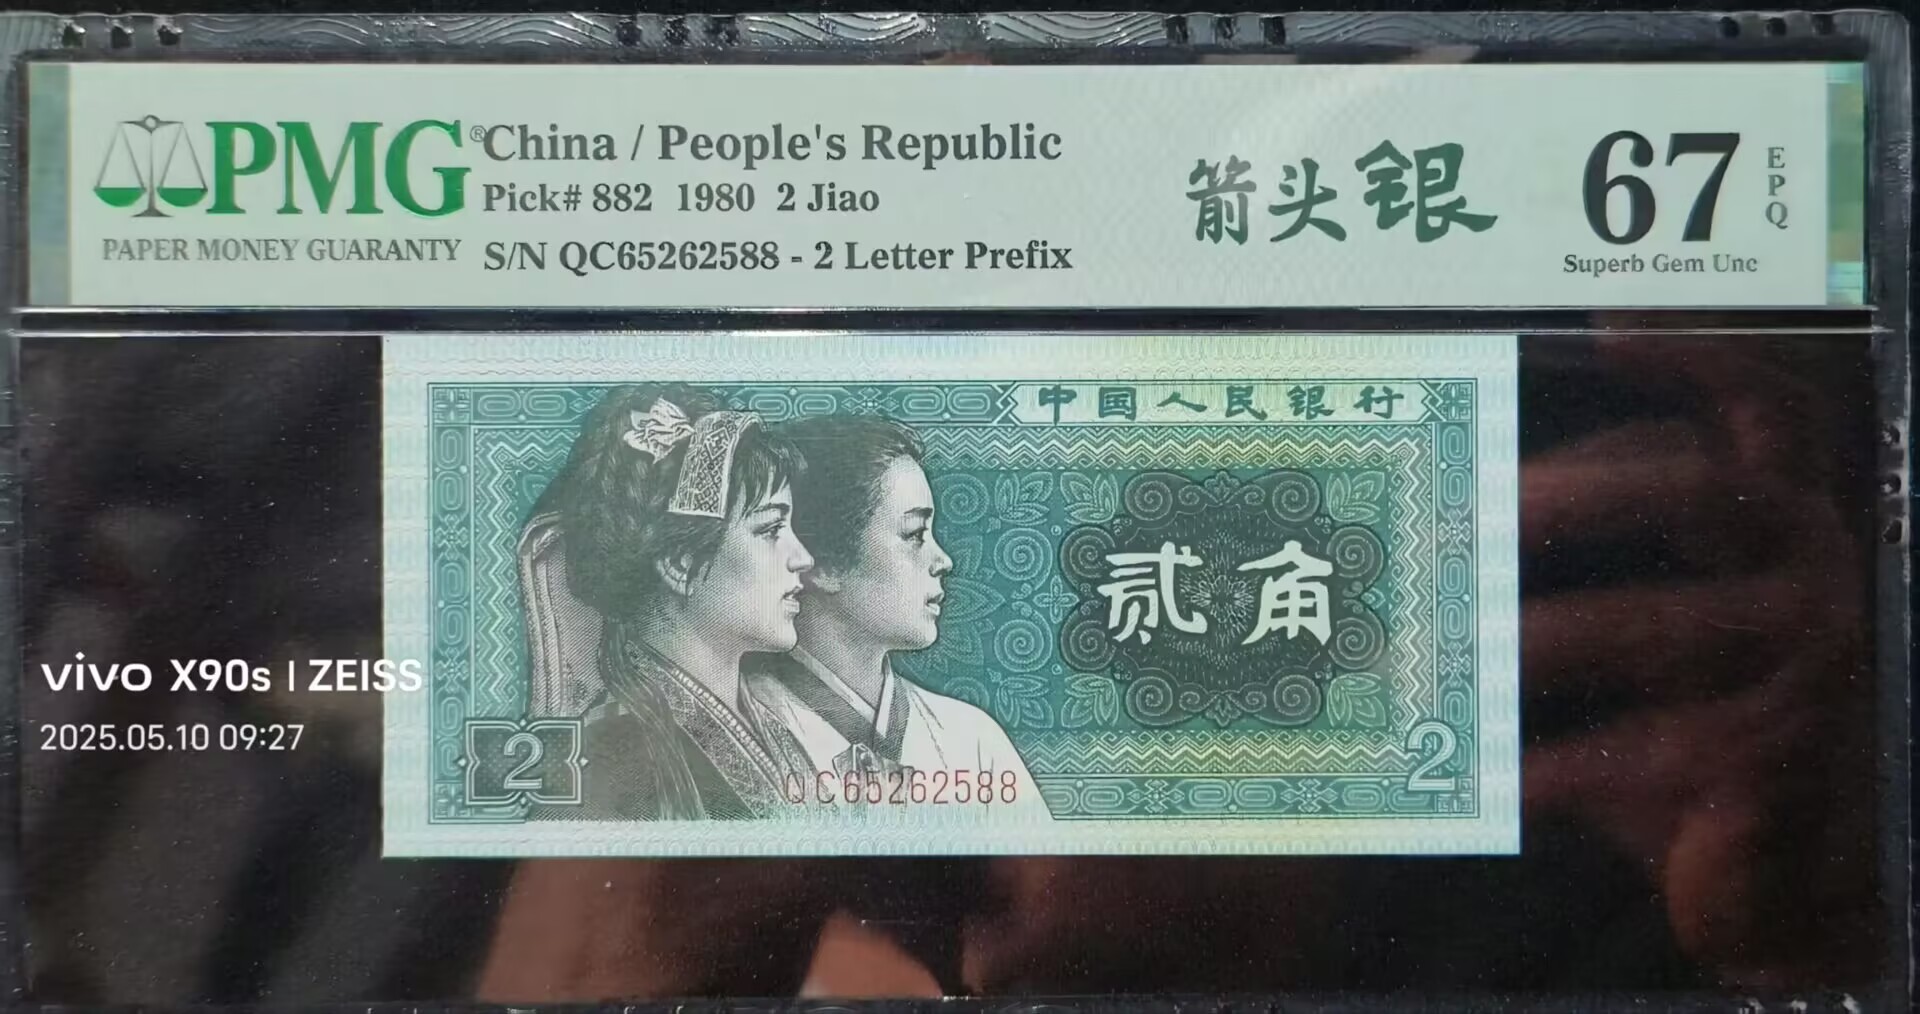 PMG®
PAPER MONEY GUARANTY
China / People's Republic
Pick# 882 1980 2 Jiao
S/N QC65262588 - 2 Letter Prefix
箭头银
67
EPQ
Superb Gem Unc
中国人民银行
贰角
2
2
QC65262588
vivo X90s | ZEISS
2025.05.10 09:27